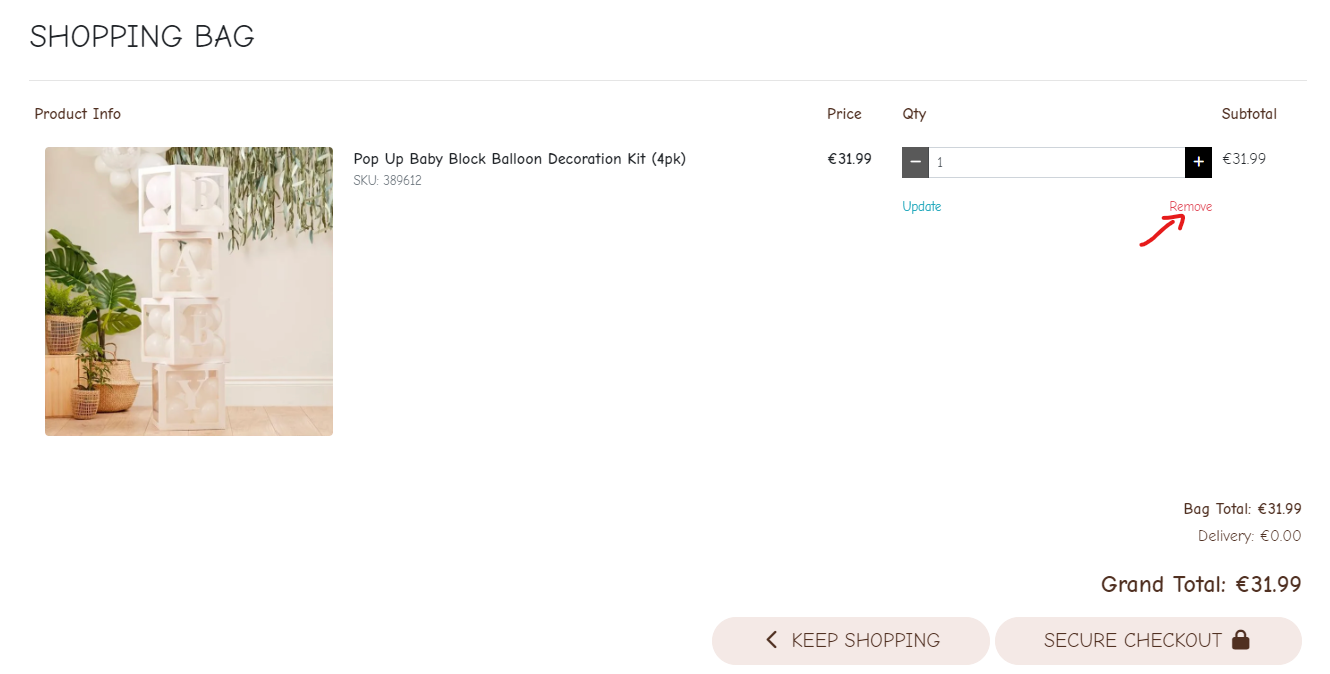 SHOPPING BAG
Product Info Price Qty Subtotal
Pop Up Baby Block Balloon Decoration Kit (4pk) €31.99 − 1 + €31.99
SKU: 389612
Update Remove
B
A
B
Y
Bag Total: €31.99
Delivery: €0.00
Grand Total: €31.99
KEEP SHOPPING SECURE CHECKOUT